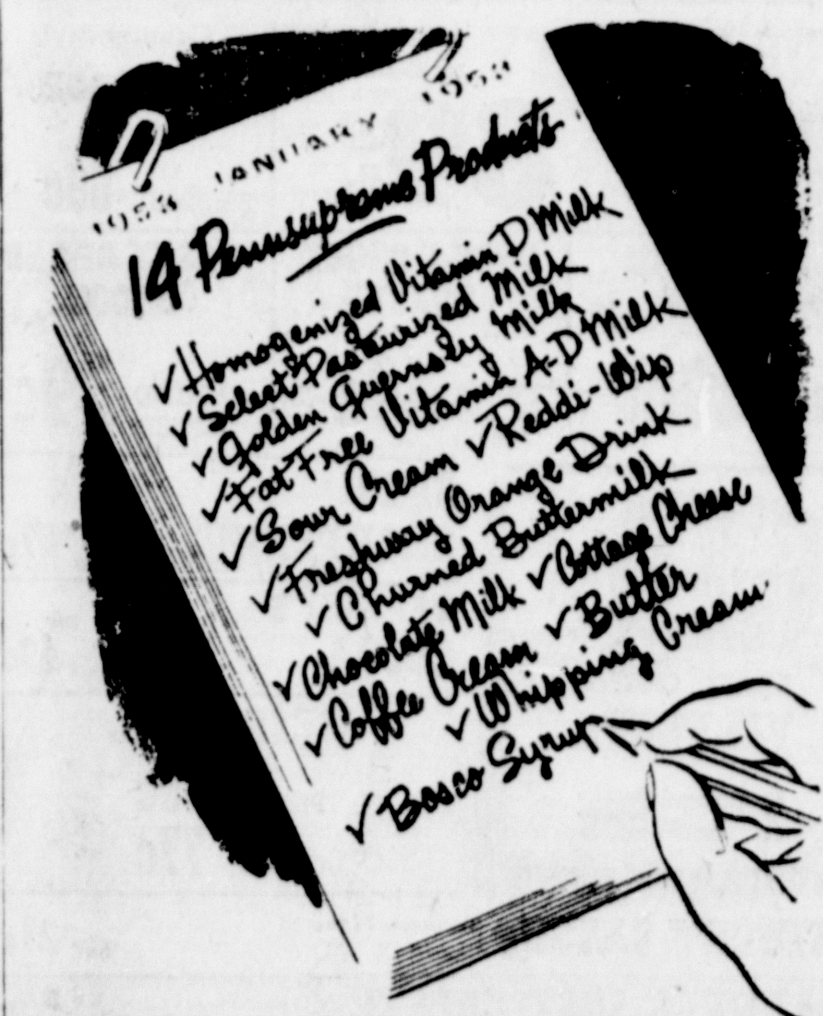 1953 JANUARY 1953
14 Pennsupreme Products
✓ Homogenized Vitamin D Milk
✓ Select Pasteurized Milk
✓ Golden Guernsey Milk
✓ Fat Free Vitamin A-D Milk
✓ Sour Cream ✓ Reddi-Wip
✓ Freshway Orange Drink
✓ Churned Buttermilk
✓ Chocolate Milk ✓ Cottage Cheese
✓ Coffee Cream ✓ Butter
✓ Whipping Cream
✓ Bosco Syrup